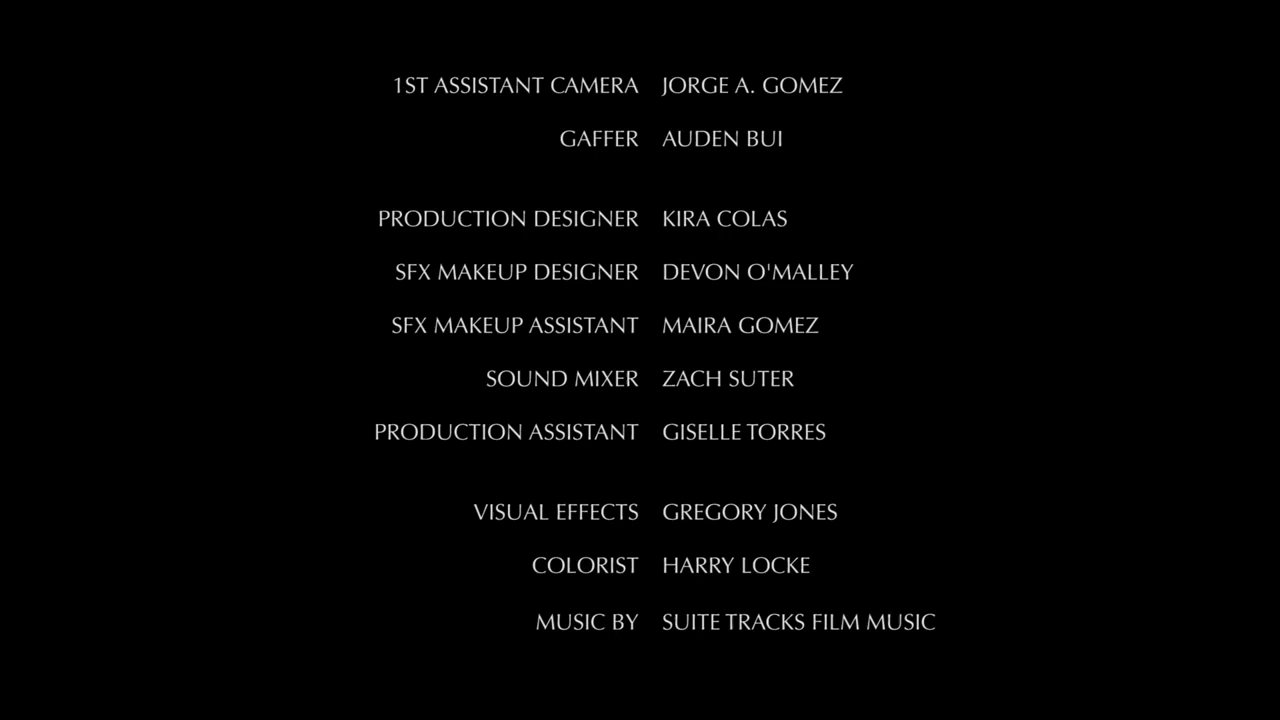 1ST ASSISTANT CAMERA JORGE A. GOMEZ
GAFFER AUDEN BUI
PRODUCTION DESIGNER KIRA COLAS
SFX MAKEUP DESIGNER DEVON O'MALLEY
SFX MAKEUP ASSISTANT MAIRA GOMEZ
SOUND MIXER ZACH SUTER
PRODUCTION ASSISTANT GISELLE TORRES
VISUAL EFFECTS GREGORY JONES
COLORIST HARRY LOCKE
MUSIC BY SUITE TRACKS FILM MUSIC